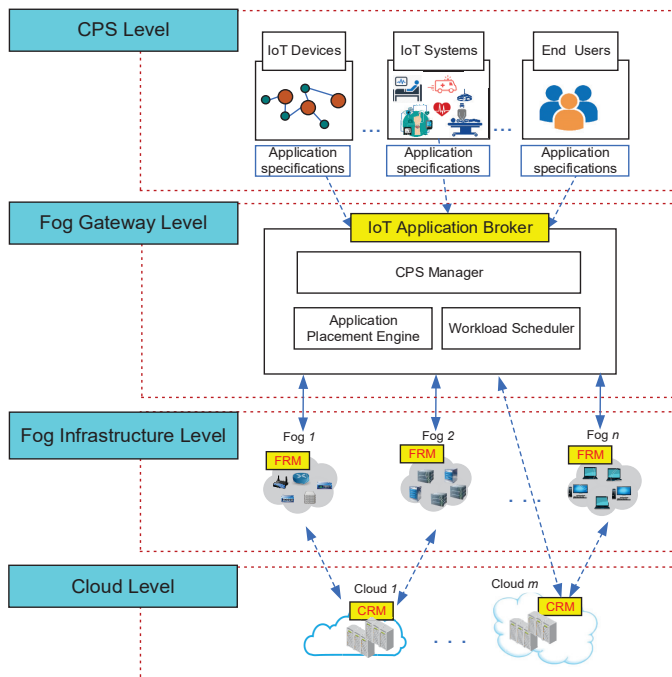 CPS Level
IoT Devices
IoT Systems
End Users
...
...
Application
specifications
Application
specifications
Application
specifications
Fog Gateway Level
IoT Application Broker
CPS Manager
Application
Placement Engine
Workload Scheduler
Fog Infrastructure Level
Fog 1
Fog 2
Fog n
FRM
FRM
FRM
. . .
Cloud Level
Cloud 1
Cloud m
CRM
CRM
. . .